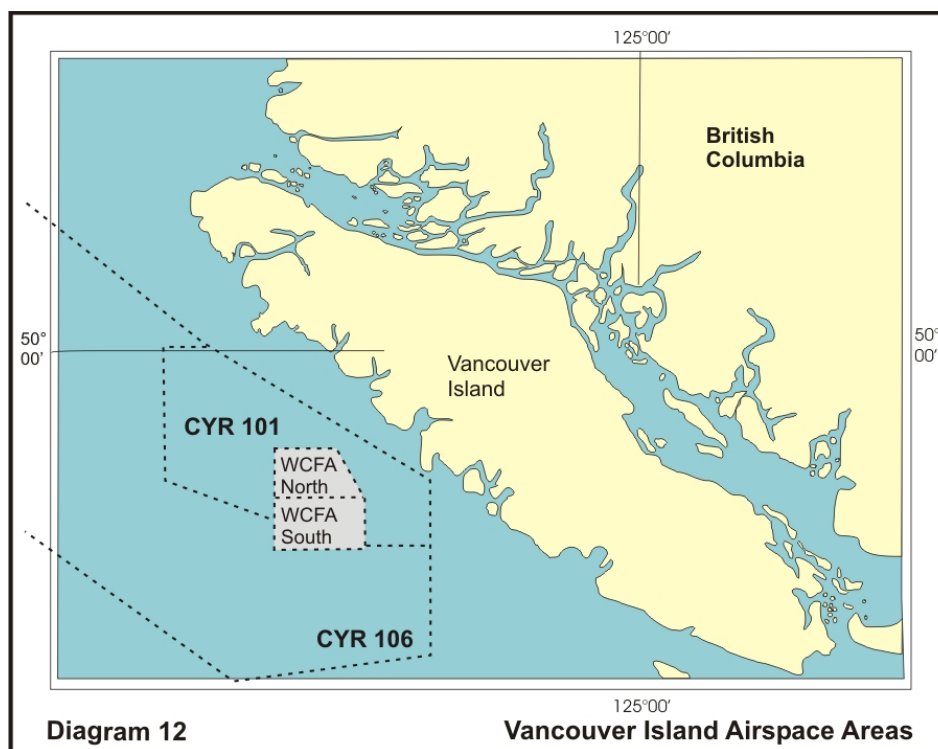 125°00'
British
Columbia
50°
00'
50°
00'
Vancouver
Island
CYR 101
WCFA
North
WCFA
South
CYR 106
125°00'
Diagram 12
Vancouver Island Airspace Areas